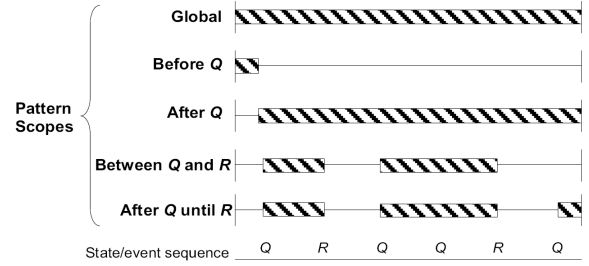 Global
Before Q
After Q
Pattern
Scopes
Between Q and R
After Q until R
State/event sequence Q R Q Q R Q